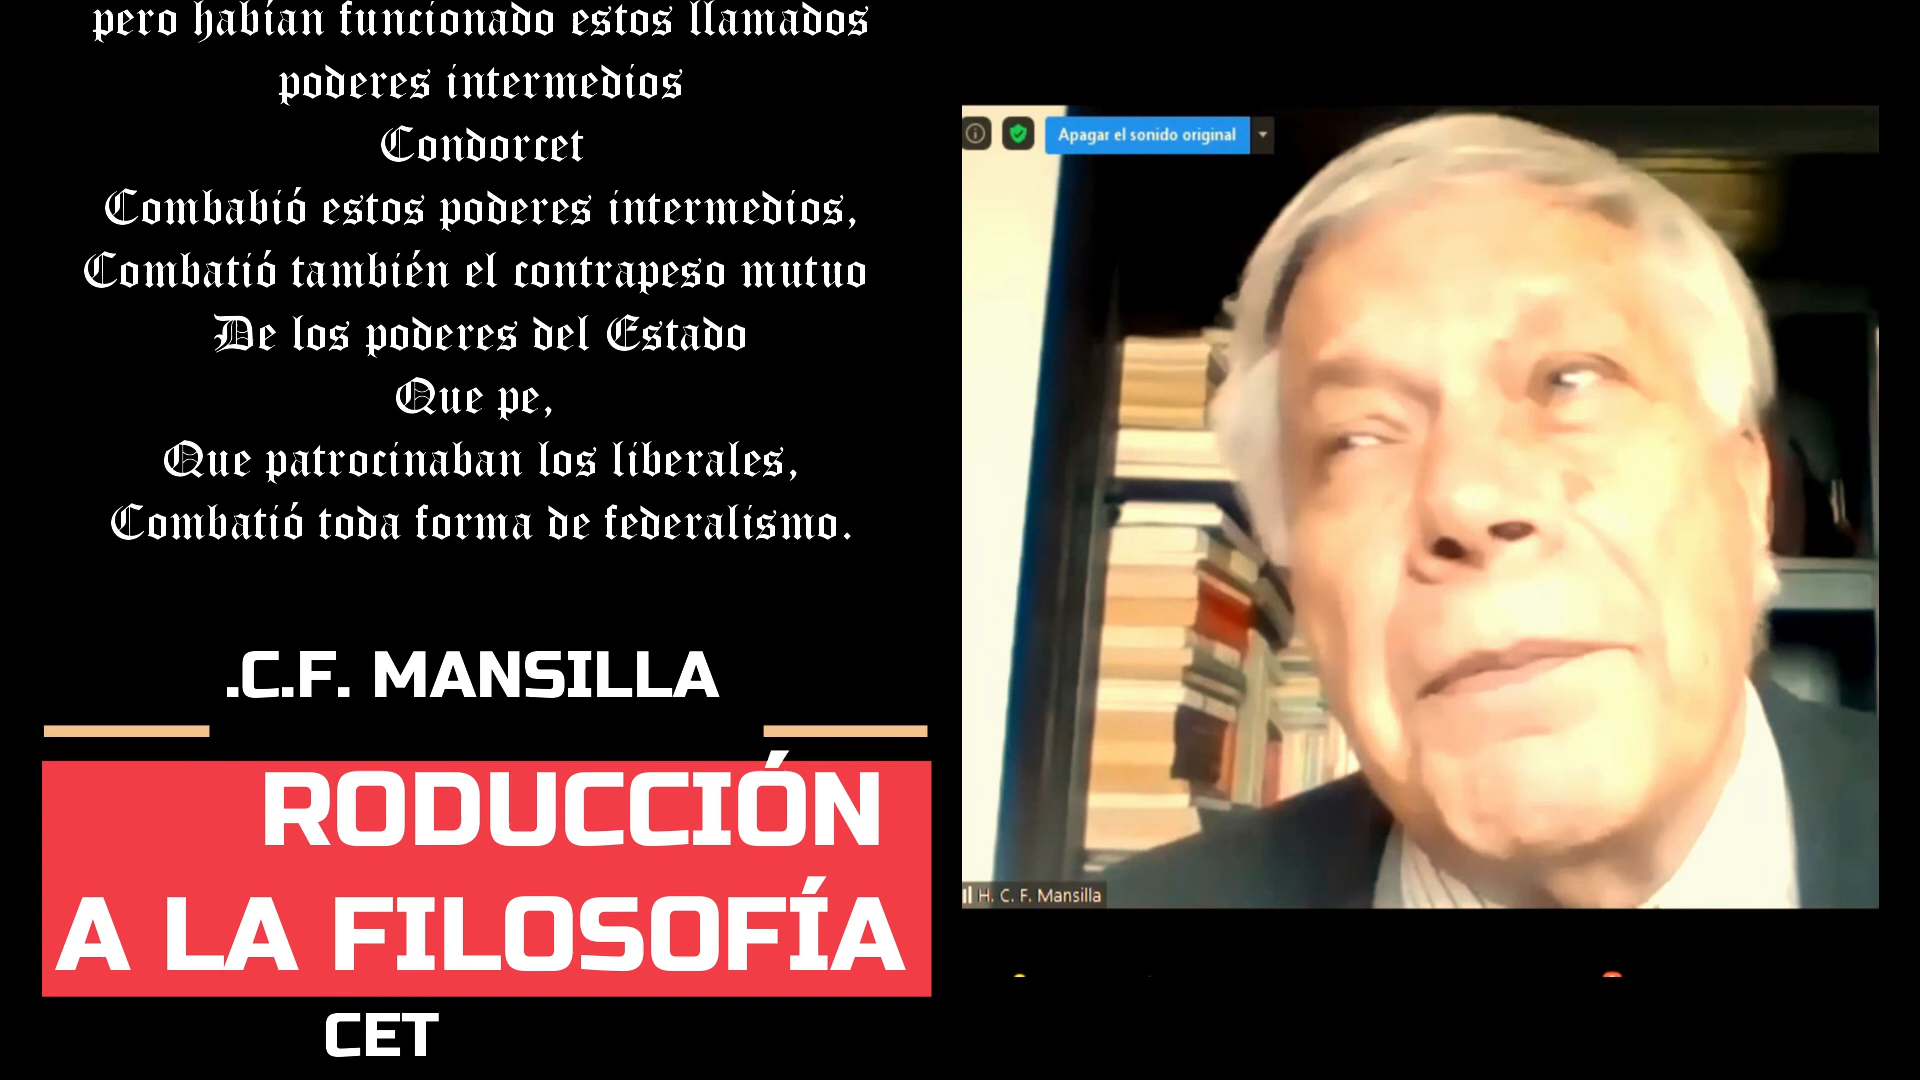 pero habían funcionado estos llamados
poderes intermedios
Condorcet
Combabió estos poderes intermedios,
Combatió también el contrapeso mutuo
De los poderes del Estado
Que pe,
Que patrocinaban los liberales,
Combatió toda forma de federalismo.
.C.F. MANSILLA
RODUCCIÓN
A LA FILOSOFÍA
CET
Apagar el sonido original
H. C. F. Mansilla